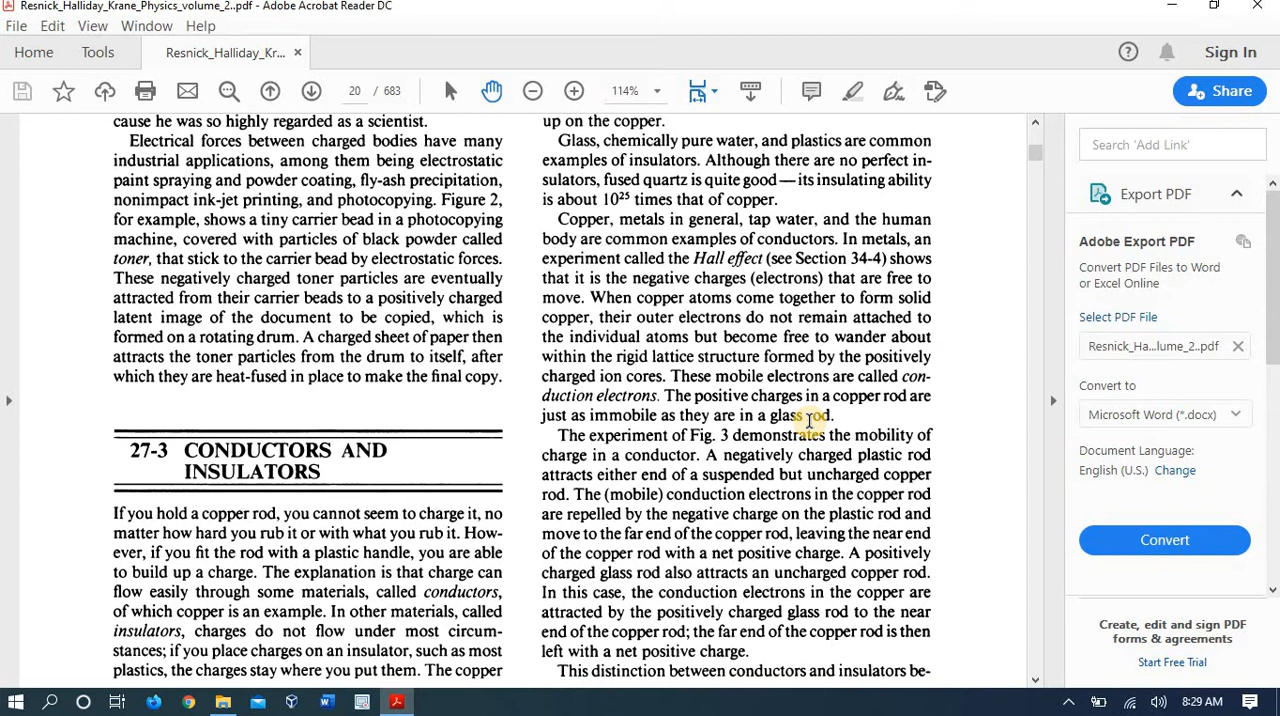 Resnick_Halliday_Krane_Physics_volume_2..pdf - Adobe Acrobat Reader DC
File Edit View Window Help
Home Tools Resnick_Halliday_Kr... × Sign In
20 / 683 114% Share
cause he was so highly regarded as a scientist.
Electrical forces between charged bodies have many
industrial applications, among them being electrostatic
paint spraying and powder coating, fly-ash precipitation,
nonimpact ink-jet printing, and photocopying. Figure 2,
for example, shows a tiny carrier bead in a photocopying
machine, covered with particles of black powder called
toner, that stick to the carrier bead by electrostatic forces.
These negatively charged toner particles are eventually
attracted from their carrier beads to a positively charged
latent image of the document to be copied, which is
formed on a rotating drum. A charged sheet of paper then
attracts the toner particles from the drum to itself, after
which they are heat-fused in place to make the final copy.
27-3 CONDUCTORS AND
INSULATORS
If you hold a copper rod, you cannot seem to charge it, no
matter how hard you rub it or with what you rub it. How-
ever, if you fit the rod with a plastic handle, you are able
to build up a charge. The explanation is that charge can
flow easily through some materials, called conductors,
of which copper is an example. In other materials, called
insulators, charges do not flow under most circum-
stances; if you place charges on an insulator, such as most
plastics, the charges stay where you put them. The copper
up on the copper.
Glass, chemically pure water, and plastics are common
examples of insulators. Although there are no perfect in-
sulators, fused quartz is quite good — its insulating ability
is about 10²⁵ times that of copper.
Copper, metals in general, tap water, and the human
body are common examples of conductors. In metals, an
experiment called the Hall effect (see Section 34-4) shows
that it is the negative charges (electrons) that are free to
move. When copper atoms come together to form solid
copper, their outer electrons do not remain attached to
the individual atoms but become free to wander about
within the rigid lattice structure formed by the positively
charged ion cores. These mobile electrons are called con-
duction electrons. The positive charges in a copper rod are
just as immobile as they are in a glass rod.
The experiment of Fig. 3 demonstrates the mobility of
charge in a conductor. A negatively charged plastic rod
attracts either end of a suspended but uncharged copper
rod. The (mobile) conduction electrons in the copper rod
are repelled by the negative charge on the plastic rod and
move to the far end of the copper rod, leaving the near end
of the copper rod with a net positive charge. A positively
charged glass rod also attracts an uncharged copper rod.
In this case, the conduction electrons in the copper are
attracted by the positively charged glass rod to the near
end of the copper rod; the far end of the copper rod is then
left with a net positive charge.
This distinction between conductors and insulators be-
Search 'Add Link'
Export PDF
Adobe Export PDF
Convert PDF Files to Word
or Excel Online
Select PDF File
Resnick_Ha...lume_2..pdf
Convert to
Microsoft Word (*.docx)
Document Language:
English (U.S.) Change
Convert
Create, edit and sign PDF
forms & agreements
Start Free Trial
8:29 AM